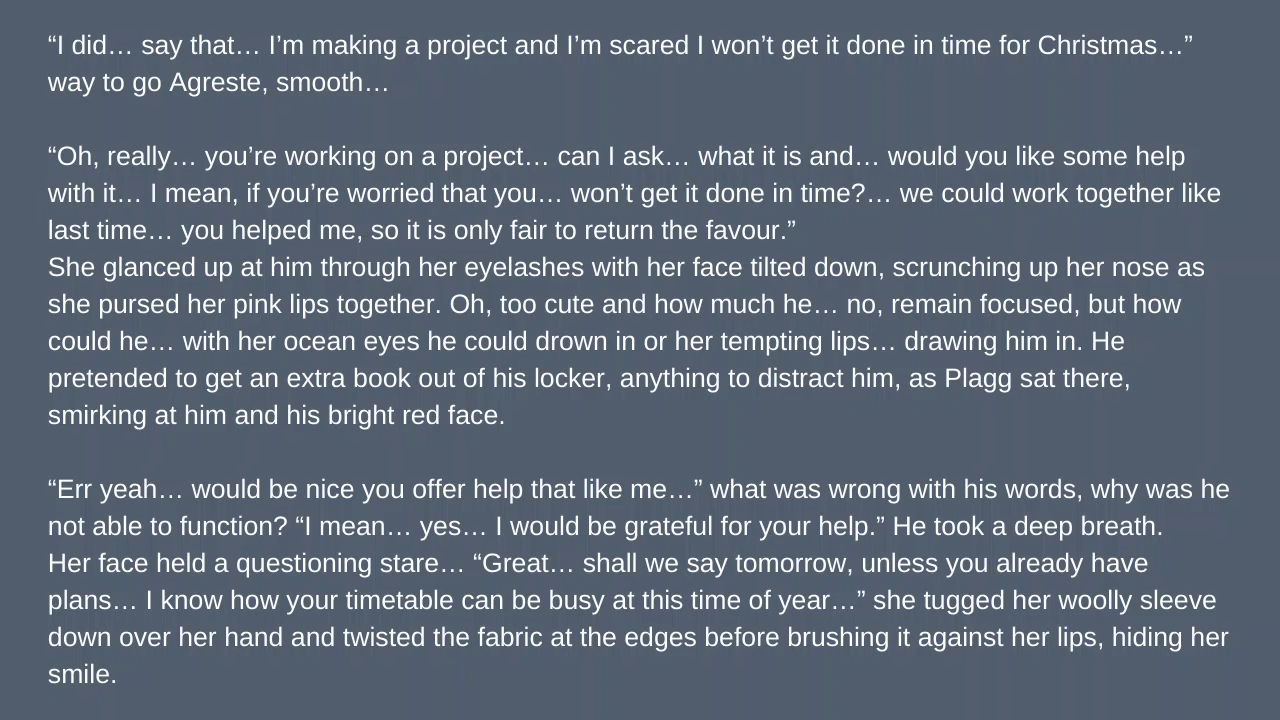 “I did… say that… I’m making a project and I’m scared I won’t get it done in time for Christmas…”
way to go Agreste, smooth…
“Oh, really… you’re working on a project… can I ask… what it is and… would you like some help
with it… I mean, if you’re worried that you… won’t get it done in time?… we could work together like
last time… you helped me, so it is only fair to return the favour.”
She glanced up at him through her eyelashes with her face tilted down, scrunching up her nose as
she pursed her pink lips together. Oh, too cute and how much he… no, remain focused, but how
could he… with her ocean eyes he could drown in or her tempting lips… drawing him in. He
pretended to get an extra book out of his locker, anything to distract him, as Plagg sat there,
smirking at him and his bright red face.
“Err yeah… would be nice you offer help that like me…” what was wrong with his words, why was he
not able to function? “I mean… yes… I would be grateful for your help.” He took a deep breath.
Her face held a questioning stare… “Great… shall we say tomorrow, unless you already have
plans… I know how your timetable can be busy at this time of year…” she tugged her woolly sleeve
down over her hand and twisted the fabric at the edges before brushing it against her lips, hiding her
smile.